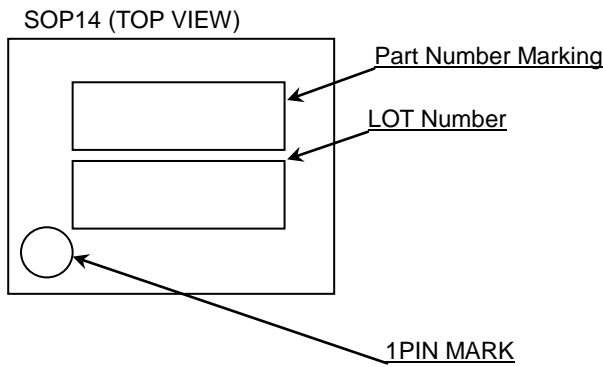 SOP14 (TOP VIEW)
Part Number Marking
LOT Number
1PIN MARK